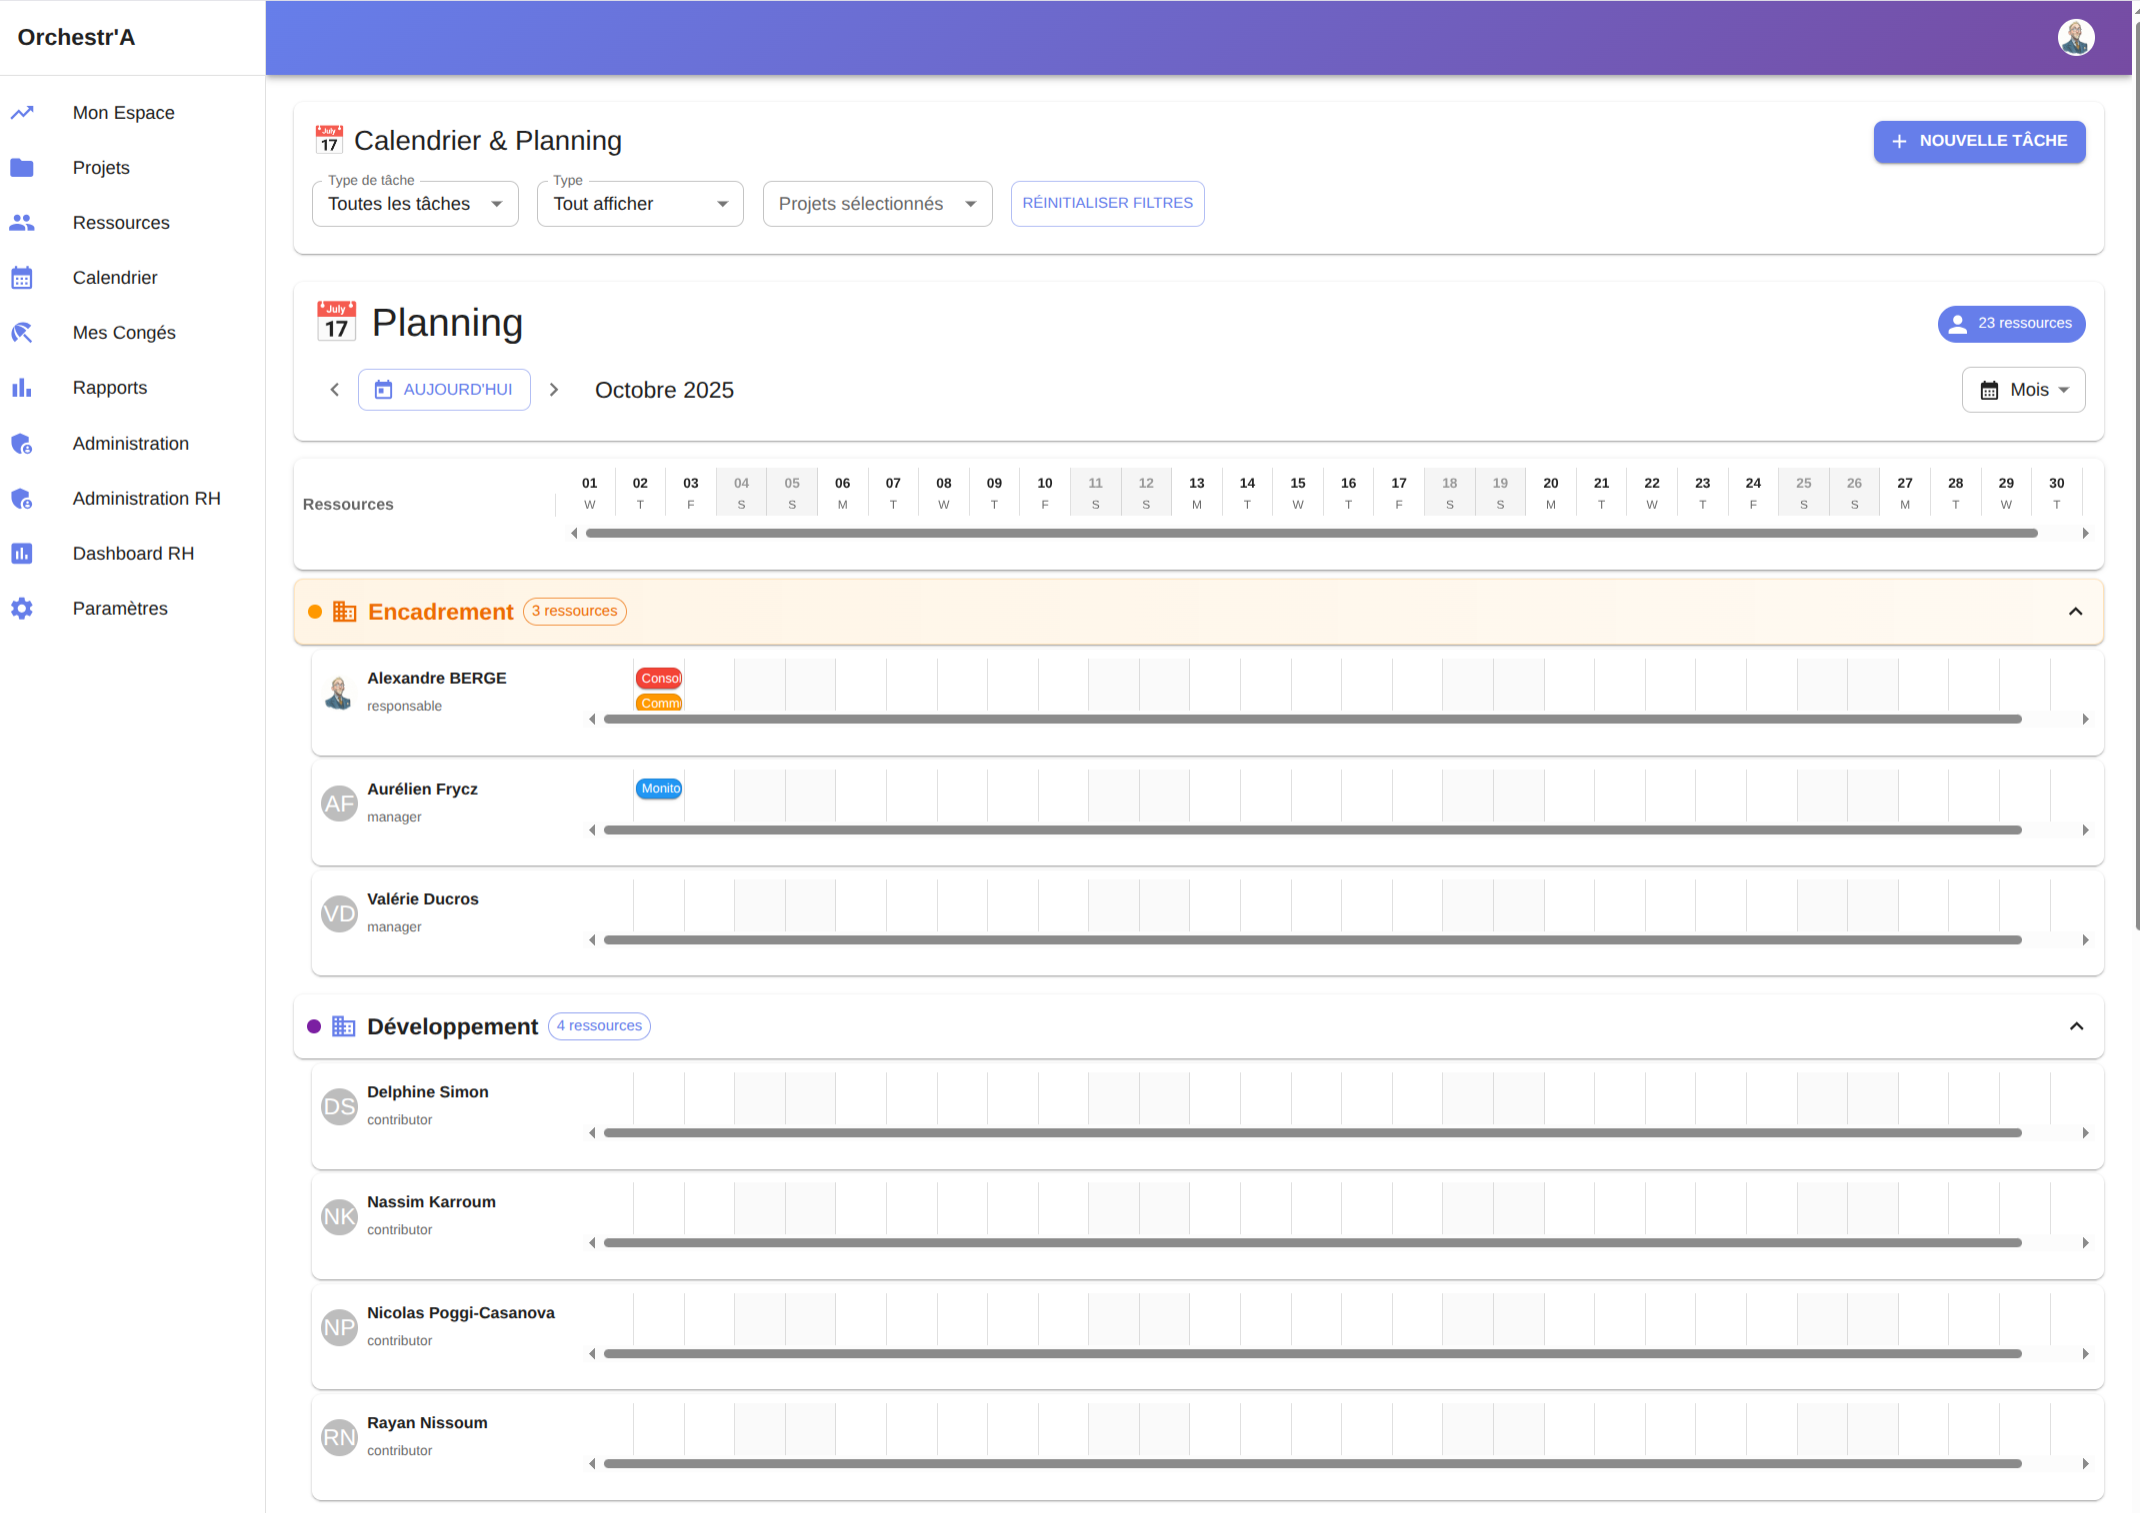 Orchestr'A
Mon Espace
Projets
Ressources
Calendrier
Mes Congés
Rapports
Administration
Administration RH
Dashboard RH
Paramètres
July
17
Calendrier & Planning
NOUVELLE TÂCHE
Type de tâche
Toutes les tâches
Type
Tout afficher
Projets sélectionnés
RÉINITIALISER FILTRES
July
17
Planning
23 ressources
AUJOURD'HUI
Octobre 2025
Mois
Ressources
01 02 03 04 05 06 07 08 09 10 11 12 13 14 15 16 17 18 19 20 21 22 23 24 25 26 27 28 29 30
W T F S S M T W T F S S M T W T F S S M T W T F S S M T W T
Encadrement
3 ressources
Alexandre BERGE
responsable
Conso
Comm
AF
Aurélien Frycz
manager
Monito
VD
Valérie Ducros
manager
Développement
4 ressources
DS
Delphine Simon
contributor
NK
Nassim Karroum
contributor
NP
Nicolas Poggi-Casanova
contributor
RN
Rayan Nissoum
contributor